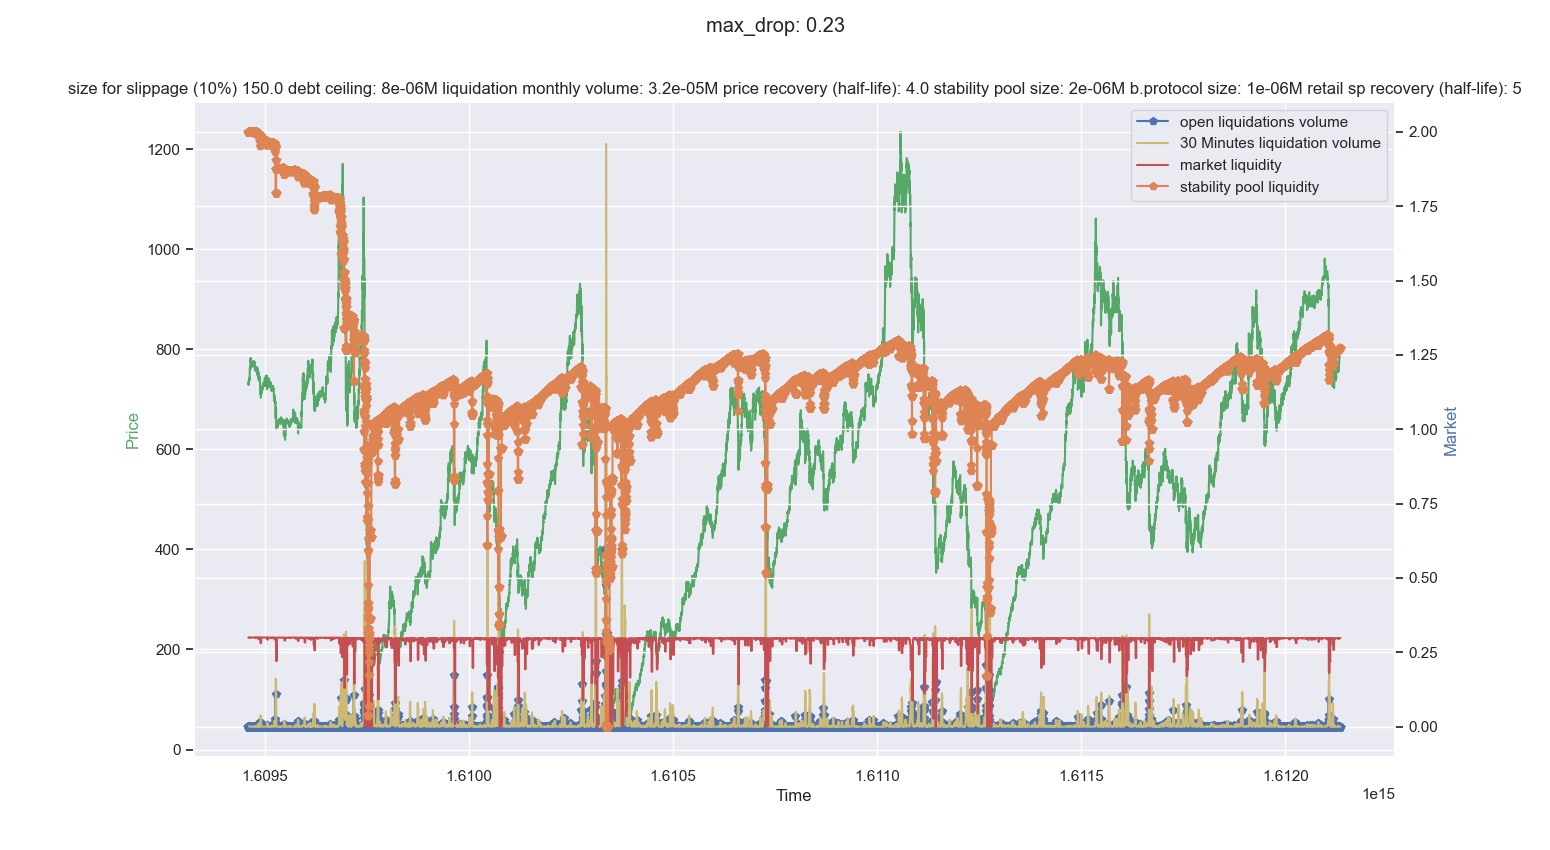 max_drop: 0.23
size for slippage (10%) 150.0 debt ceiling: 8e-06M liquidation monthly volume: 3.2e-05M price recovery (half-life): 4.0 stability pool size: 2e-06M b.protocol size: 1e-06M retail sp recovery (half-life): 5
open liquidations volume
30 Minutes liquidation volume
market liquidity
stability pool liquidity
Price
1200
1000
800
600
400
200
0
2.00
1.75
1.50
1.25
1.00
0.75
0.50
0.25
0.00
Market
1.6095
1.6100
1.6105
1.6110
1.6115
1.6120
1e15
Time